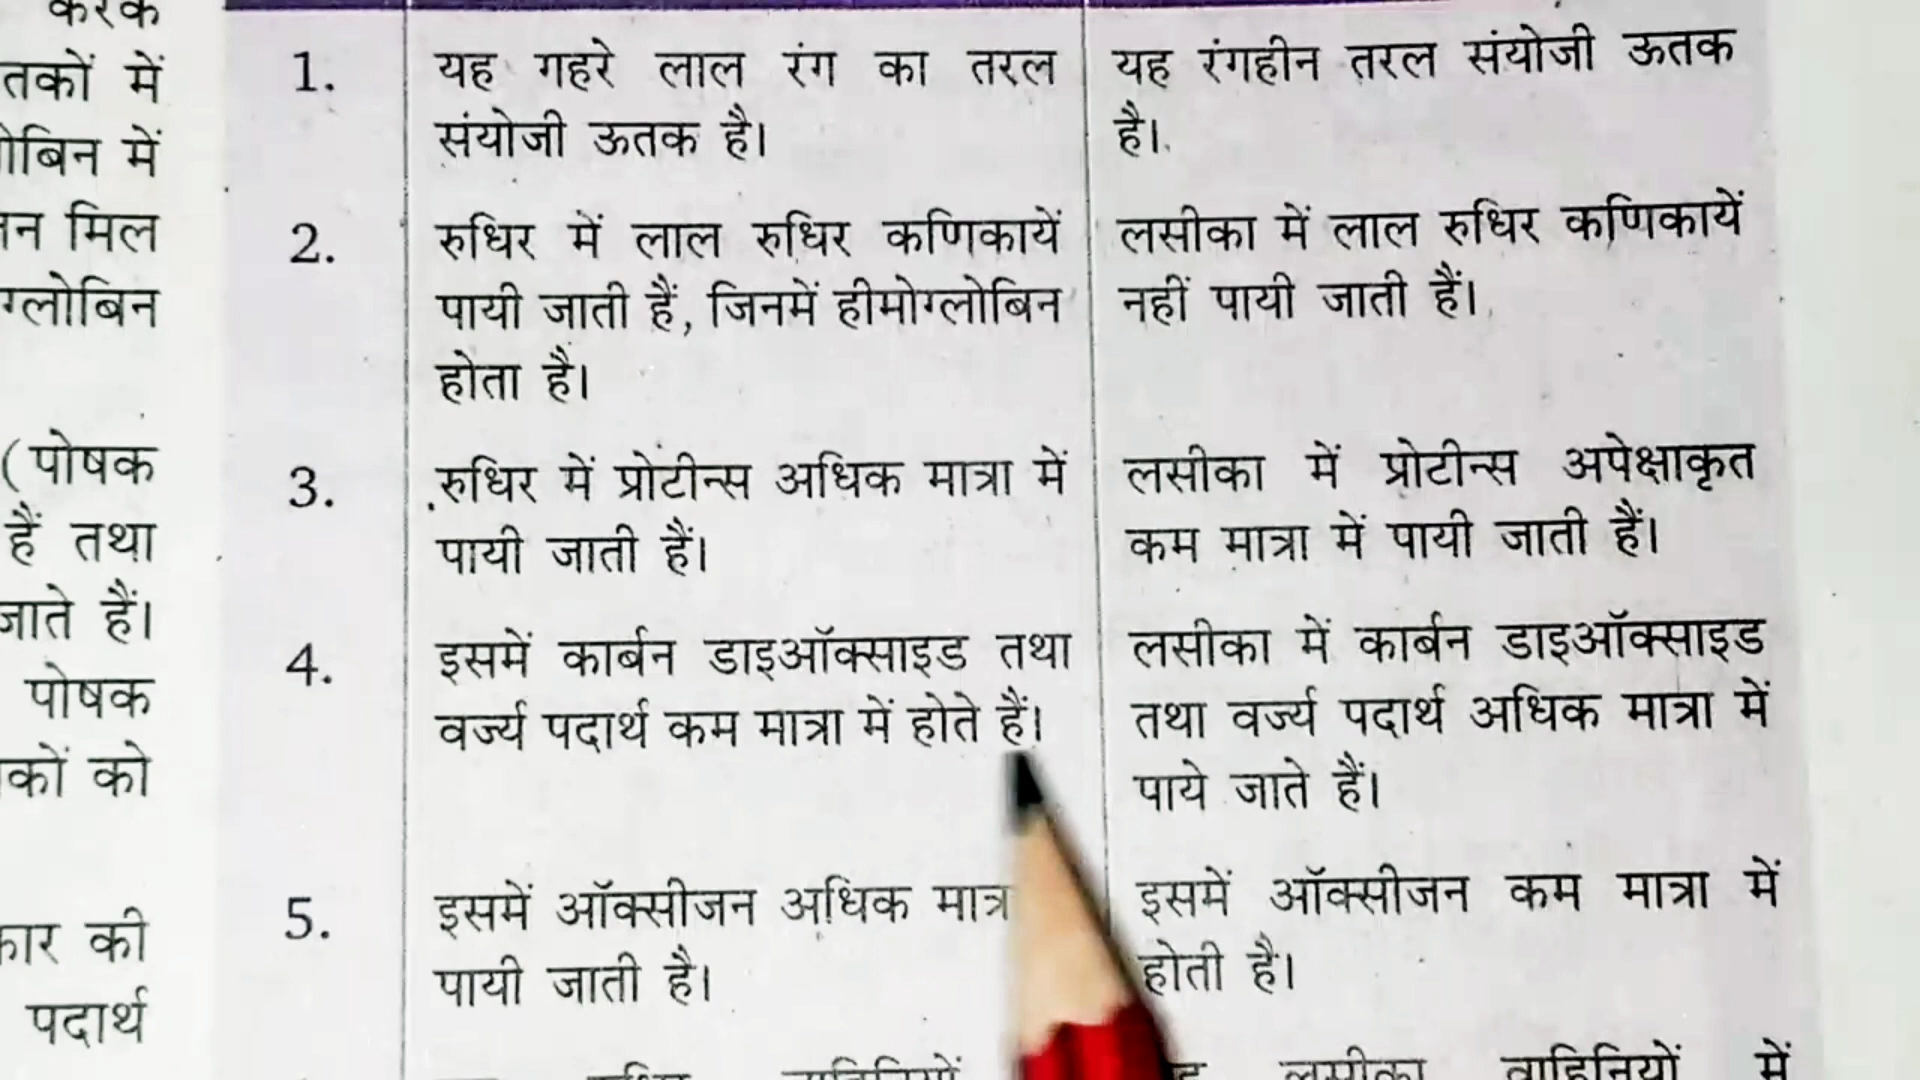 तकों में
में
मिल
(पोषक
हैं तथा
जाते हैं।
पोषक
को
की
पदार्थ
1. यह गहरे लाल रंग का तरल
संयोजी ऊतक है।
यह रंगहीन तरल संयोजी ऊतक
है।
2. रुधिर में लाल रुधिर कणिकायें
पायी जाती हैं, जिनमें हीमोग्लोबिन
होता है।
लसीका में लाल रुधिर कणिकायें
नहीं पायी जाती हैं।
3. रुधिर में प्रोटीन्स अधिक मात्रा में
पायी जाती हैं।
लसीका में प्रोटीन्स अपेक्षाकृत
कम मात्रा में पायी जाती हैं।
4. इसमें कार्बन डाइऑक्साइड तथा
वर्ज्य पदार्थ कम मात्रा में होते हैं।
लसीका में कार्बन डाइऑक्साइड
तथा वर्ज्य पदार्थ अधिक मात्रा में
पाये जाते हैं।
5. इसमें ऑक्सीजन अधिक
पायी जाती है।
इसमें ऑक्सीजन कम मात्रा में
होती है।
लसीका वाहिनियों में